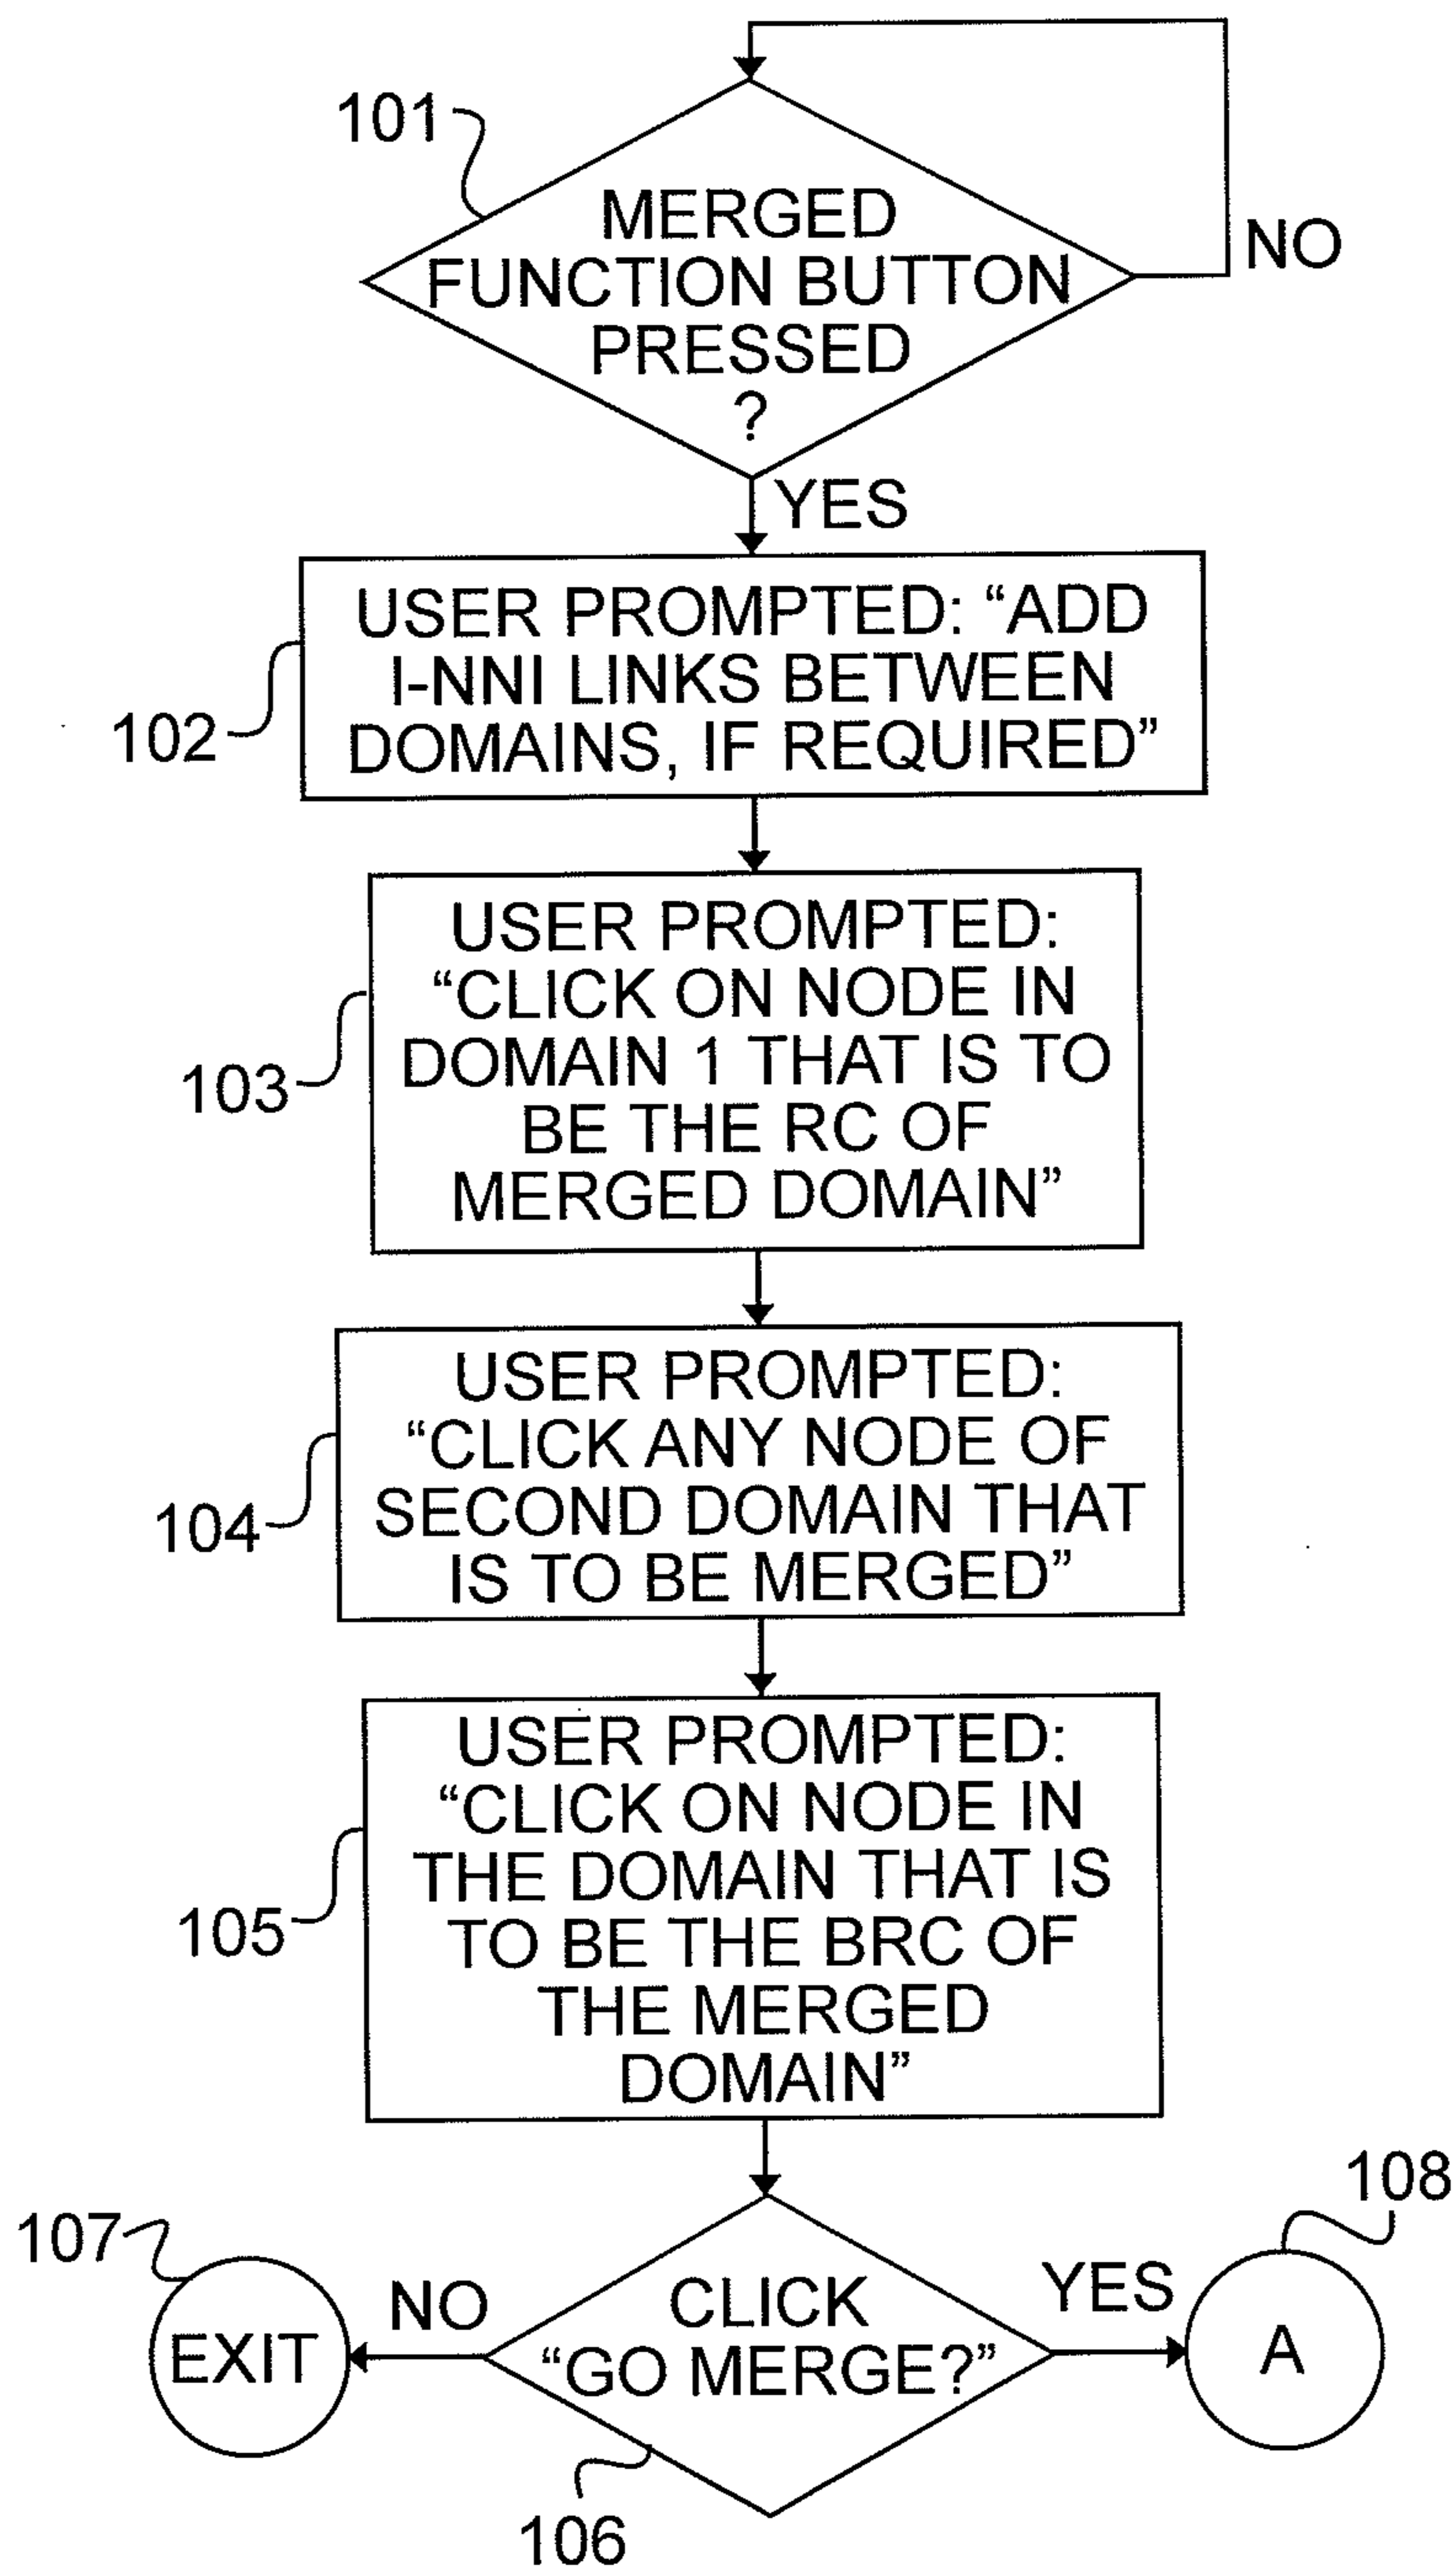 101
MERGED
FUNCTION BUTTON
PRESSED
?
NO
YES
102
USER PROMPTED: “ADD
I-NNI LINKS BETWEEN
DOMAINS, IF REQUIRED”
103
USER PROMPTED:
“CLICK ON NODE IN
DOMAIN 1 THAT IS TO
BE THE RC OF
MERGED DOMAIN”
104
USER PROMPTED:
“CLICK ANY NODE OF
SECOND DOMAIN THAT
IS TO BE MERGED”
105
USER PROMPTED:
“CLICK ON NODE IN
THE DOMAIN THAT IS
TO BE THE BRC OF
THE MERGED
DOMAIN”
107
EXIT
NO
CLICK
“GO MERGE?”
106
YES
108
A